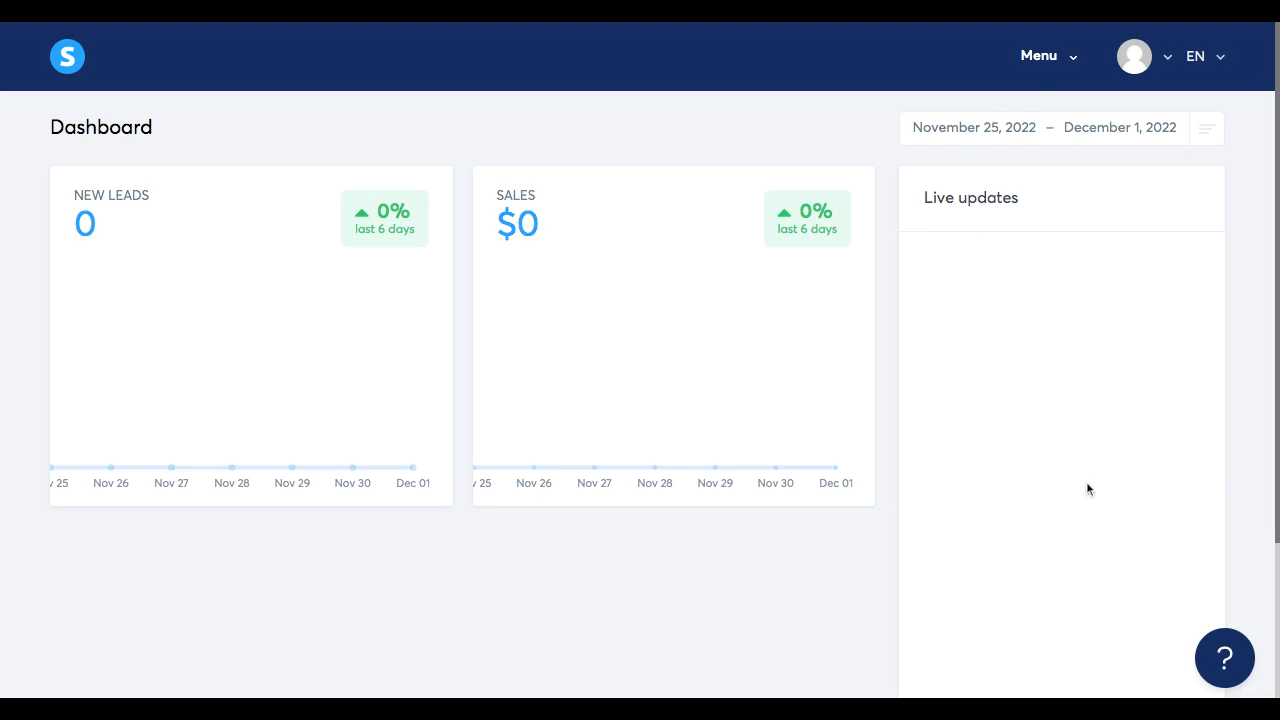 S
Menu
EN
Dashboard
November 25, 2022 – December 1, 2022
NEW LEADS
0
0%
last 6 days
25
Nov 26
Nov 27
Nov 28
Nov 29
Nov 30
Dec 01
SALES
$0
0%
last 6 days
25
Nov 26
Nov 27
Nov 28
Nov 29
Nov 30
Dec 01
Live updates
?